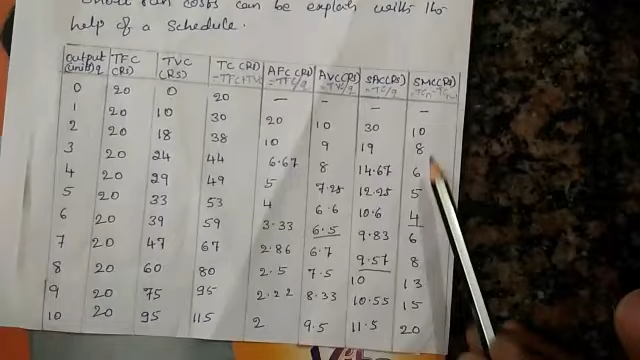 Short run costs can be explain with the
help of a schedule.
Output (units) q TFC (RS) TVC (RS) TC (RS) =TFC+TVC AFC(RS) =TFC/q AVC(RS) =TVC/q SAC(RS) =TC/q SMC(RS)
0 20 0 20 - - - -
1 20 10 30 20 10 30 10
2 20 18 38 10 9 19 8
3 20 24 44 6.67 8 14.67 6
4 20 29 49 5 7.25 12.25 5
5 20 33 53 4 6.6 10.6 4
6 20 39 59 3.33 6.5 9.83 6
7 20 47 67 2.86 6.7 9.57 8
8 20 60 80 2.5 7.5 10 13
9 20 75 95 2.22 8.33 10.55 15
10 20 95 115 2 9.5 11.5 20